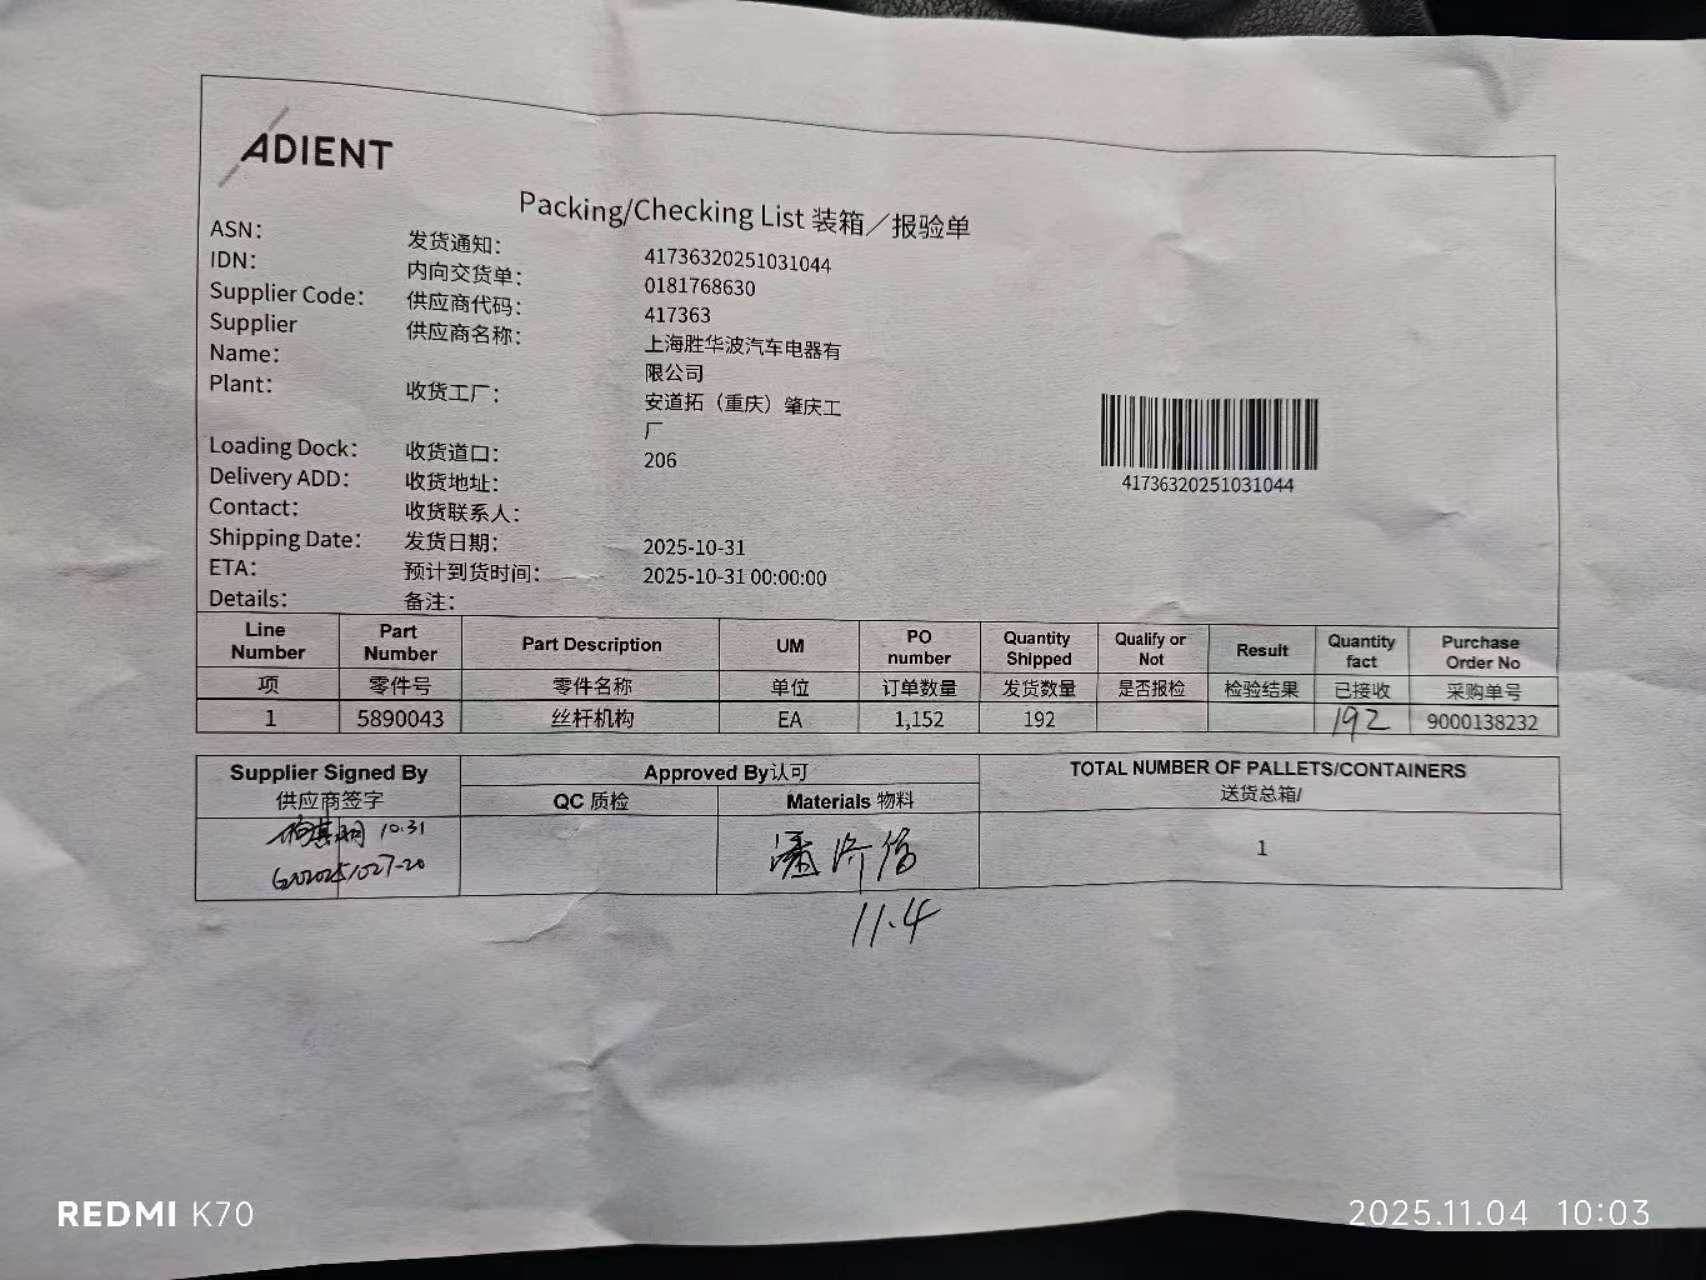 ADIENT
Packing/Checking List 装箱/报验单
ASN: 发货通知: 41736320251031044
IDN: 内向交货单: 0181768630
Supplier Code: 供应商代码: 417363
Supplier Name: 供应商名称: 上海胜华波汽车电器有
限公司
Plant: 收货工厂: 安道拓（重庆）肇庆工
厂
Loading Dock: 收货道口: 206
Delivery ADD: 收货地址:
Contact: 收货联系人:
Shipping Date: 发货日期: 2025-10-31
ETA: 预计到货时间: 2025-10-31 00:00:00
Details: 备注:
41736320251031044
Line Number Part Number Part Description UM PO number Quantity Shipped Qualify or Not Result Quantity fact Purchase Order No
项 零件号 零件名称 单位 订单数量 发货数量 是否报检 检验结果 已接收 采购单号
1 5890043 丝杆机构 EA 1,152 192 192 9000138232
Supplier Signed By Approved By认可 TOTAL NUMBER OF PALLETS/CONTAINERS
供应商签字 QC 质检 Materials 物料 送货总箱/
10.31
潘济
1
11.4
REDMI K70
2025.11.04 10:03